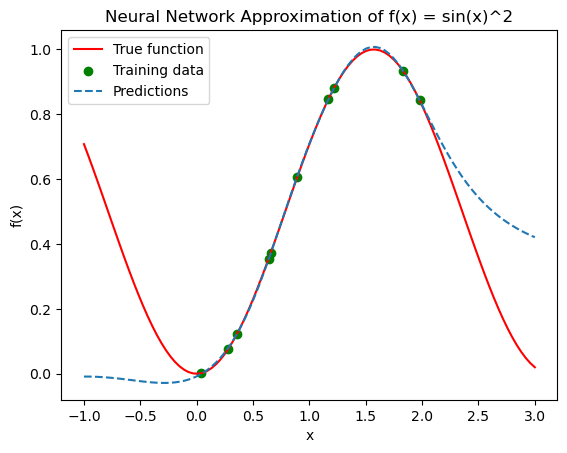 Neural Network Approximation of f(x) = sin(x)^2
True function
Training data
Predictions
f(x)
1.0
0.8
0.6
0.4
0.2
0.0
-1.0 -0.5 0.0 0.5 1.0 1.5 2.0 2.5 3.0
x